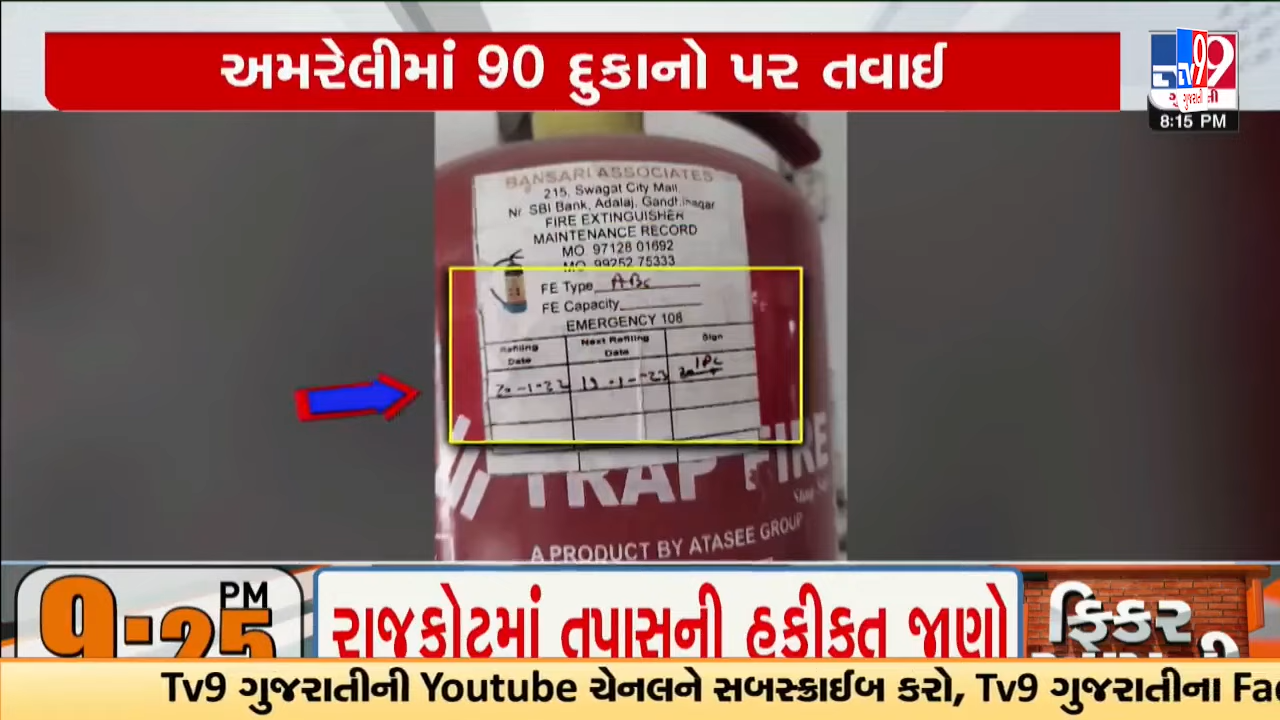 અમરેલીમાં 90 દુકાનો પર તવાઈ
TV9
ગુજરાતી
8:15 PM
BANSARI ASSOCIATES
215, Swagat City Mall,
Nr. SBI Bank, Adalaj, Gandhinagar
FIRE EXTINGUISHER
MAINTENANCE RECORD
MO 97128 01692
MO 99252 75333
FE Type ABC
FE Capacity
EMERGENCY 108
Refilling Date Next Refilling Date Sign
20-1-22 19-1-23
TRAP FIRE
A PRODUCT BY ATASEE GROUP
9:25 PM
રાજકોટમાં તપાસની હકીકત જાણો
ફિકર
Tv9 ગુજરાતીની Youtube ચેનલને સબસ્ક્રાઈબ કરો, Tv9 ગુજરાતીના Fa